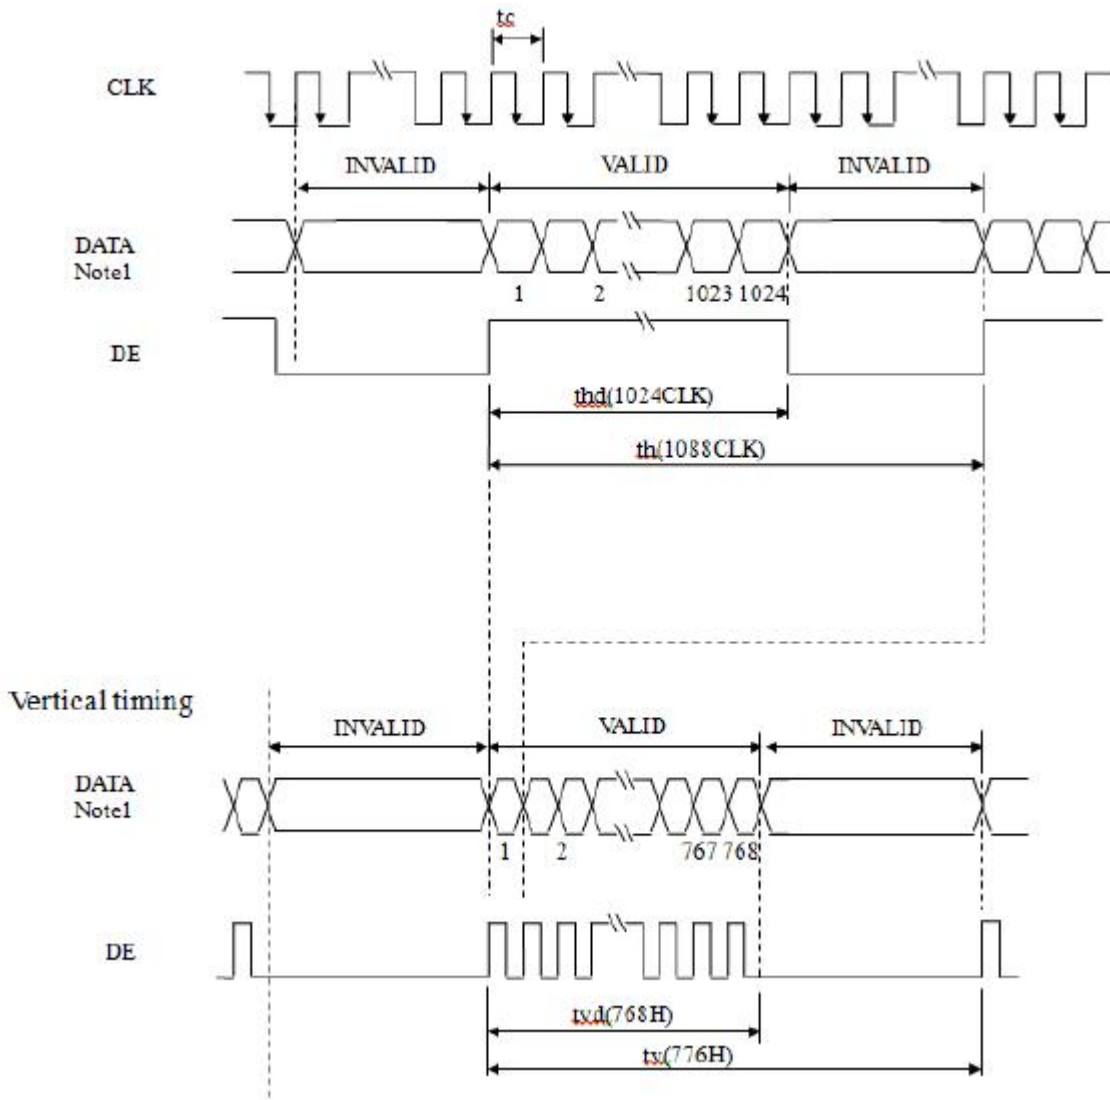 tc
CLK
INVALID VALID INVALID
DATA
Note1
1 2 1023 1024
DE
thd(1024CLK)
th(1088CLK)
Vertical timing
INVALID VALID INVALID
DATA
Note1
1 2 767 768
DE
tvd(768H)
tv(776H)